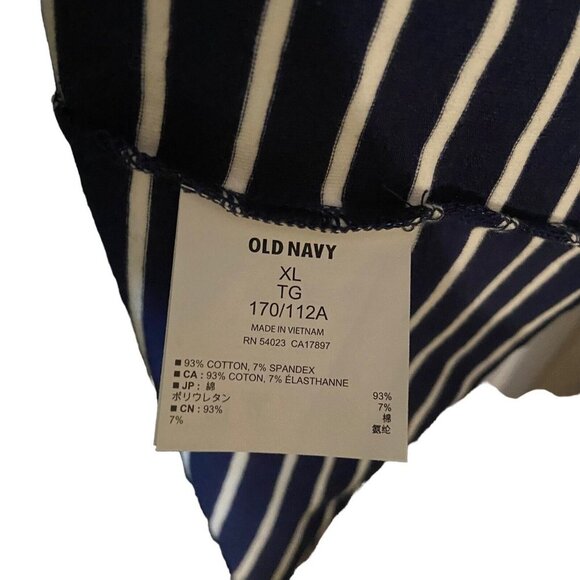 OLD NAVY
XL
TG
170/112A
MADE IN VIETNAM
RN 54023 CA17897
■ 93% COTTON, 7% SPANDEX
■ CA : 93% COTON, 7% ÉLASTHANNE
■ JP : 綿 93%
ポリウレタン 7%
■ CN : 93% 棉
7% 氨纶